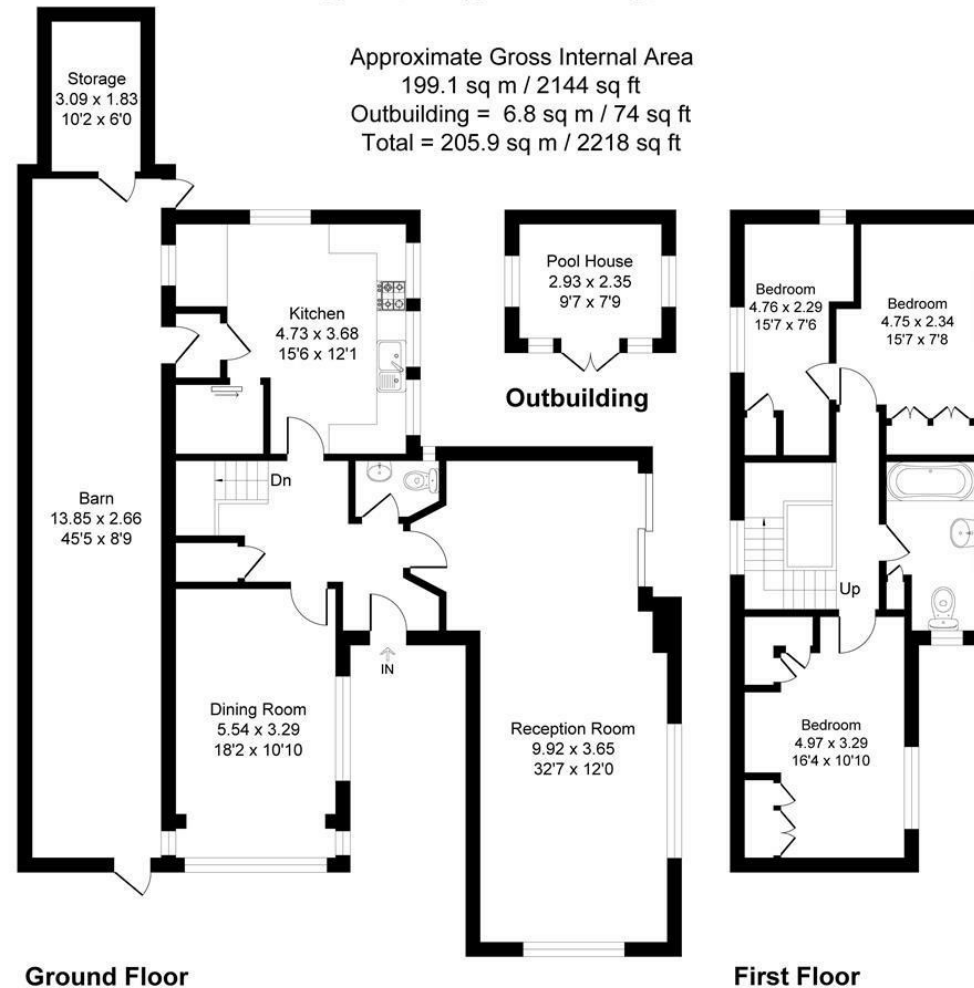 Approximate Gross Internal Area
199.1 sq m / 2144 sq ft
Outbuilding = 6.8 sq m / 74 sq ft
Total = 205.9 sq m / 2218 sq ft
Storage
3.09 x 1.83
10'2 x 6'0
Kitchen
4.73 x 3.68
15'6 x 12'1
Pool House
2.93 x 2.35
9'7 x 7'9
Outbuilding
Bedroom
4.76 x 2.29
15'7 x 7'6
Bedroom
4.75 x 2.34
15'7 x 7'8
Barn
13.85 x 2.66
45'5 x 8'9
Dn
Up
IN
Dining Room
5.54 x 3.29
18'2 x 10'10
Reception Room
9.92 x 3.65
32'7 x 12'0
Bedroom
4.97 x 3.29
16'4 x 10'10
Ground Floor
First Floor